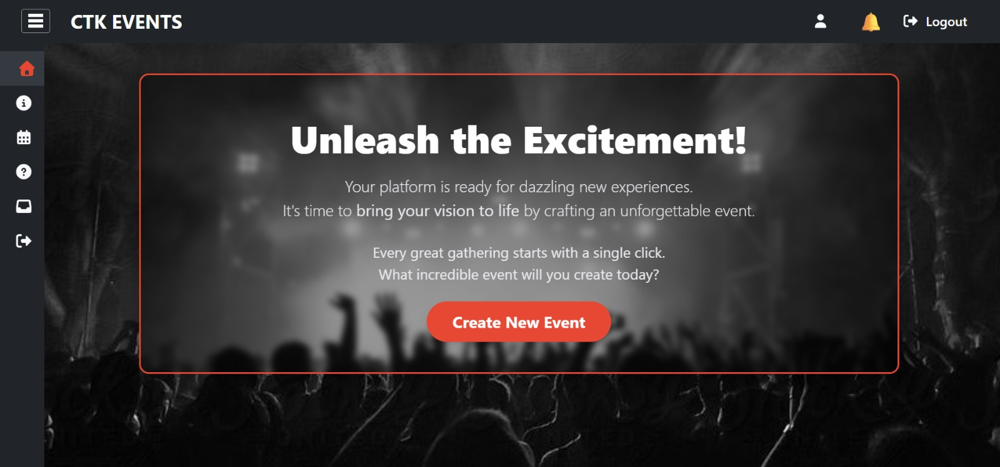 CTK EVENTS
Logout
Unleash the Excitement!
Your platform is ready for dazzling new experiences.
It's time to bring your vision to life by crafting an unforgettable event.
Every great gathering starts with a single click.
What incredible event will you create today?
Create New Event